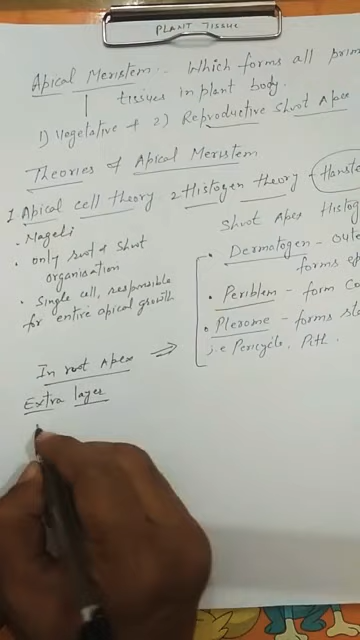 PLANT TISSUE
Apical Meristem - Which forms all prim
tissues in plant body.
1) Vegetative & 2) Reproductive Shoot Apex
Theories of Apical Meristem
1 Apical cell theory
- Nageli
• only root & shoot
organisation
• Single cell, responsible
for entire apical growth
2 Histogen theory - Hanste
Shoot Apex Histog
• Dermatogen - Oute
forms ep
• Periblem - form Co
• Plerome - forms ste
i.e Pericycle, Pith.
In root Apex
Extra layer